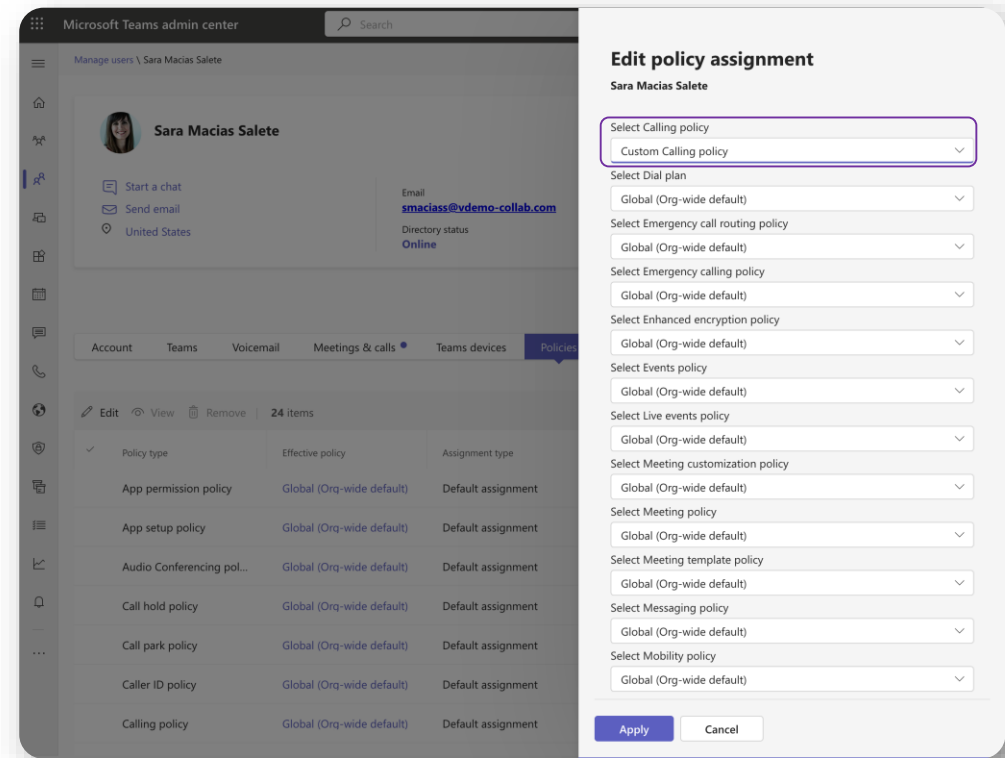 Microsoft Teams admin center
Search
Manage users \ Sara Macias Salete
Sara Macias Salete
Start a chat
Send email
United States
Email
smaciass@vdemo-collab.com
Directory status
Online
Account Teams Voicemail Meetings & calls Teams devices Policies
Edit View Remove 24 items
Policy type Effective policy Assignment type
App permission policy Global (Org-wide default) Default assignment
App setup policy Global (Org-wide default) Default assignment
Audio Conferencing pol... Global (Org-wide default) Default assignment
Call hold policy Global (Org-wide default) Default assignment
Call park policy Global (Org-wide default) Default assignment
Caller ID policy Global (Org-wide default) Default assignment
Calling policy Global (Org-wide default) Default assignment
Edit policy assignment
Sara Macias Salete
Select Calling policy
Custom Calling policy
Select Dial plan
Global (Org-wide default)
Select Emergency call routing policy
Global (Org-wide default)
Select Emergency calling policy
Global (Org-wide default)
Select Enhanced encryption policy
Global (Org-wide default)
Select Events policy
Global (Org-wide default)
Select Live events policy
Global (Org-wide default)
Select Meeting customization policy
Global (Org-wide default)
Select Meeting policy
Global (Org-wide default)
Select Meeting template policy
Global (Org-wide default)
Select Messaging policy
Global (Org-wide default)
Select Mobility policy
Global (Org-wide default)
Apply Cancel